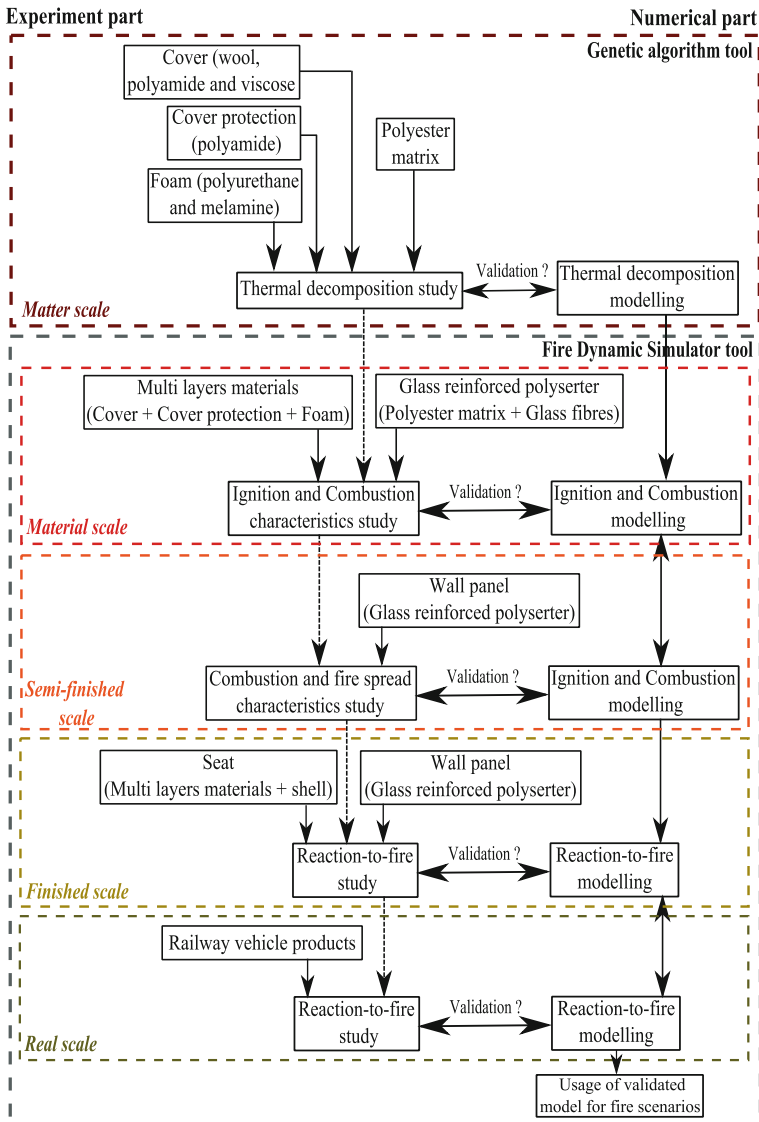 Experiment part
Numerical part
Genetic algorithm tool
Cover (wool,
polyamide and viscose
Cover protection
(polyamide)
Polyester
matrix
Foam (polyurethane
and melamine)
Thermal decomposition study
Validation ?
Thermal decomposition
modelling
Matter scale
Fire Dynamic Simulator tool
Multi layers materials
(Cover + Cover protection + Foam)
Glass reinforced polyserter
(Polyester matrix + Glass fibres)
Ignition and Combustion
characteristics study
Validation ?
Ignition and Combustion
modelling
Material scale
Wall panel
(Glass reinforced polyserter)
Combustion and fire spread
characteristics study
Validation ?
Ignition and Combustion
modelling
Semi-finished
scale
Seat
(Multi layers materials + shell)
Wall panel
(Glass reinforced polyserter)
Reaction-to-fire
study
Validation ?
Reaction-to-fire
modelling
Finished scale
Railway vehicle products
Reaction-to-fire
study
Validation ?
Reaction-to-fire
modelling
Real scale
Usage of validated
model for fire scenarios